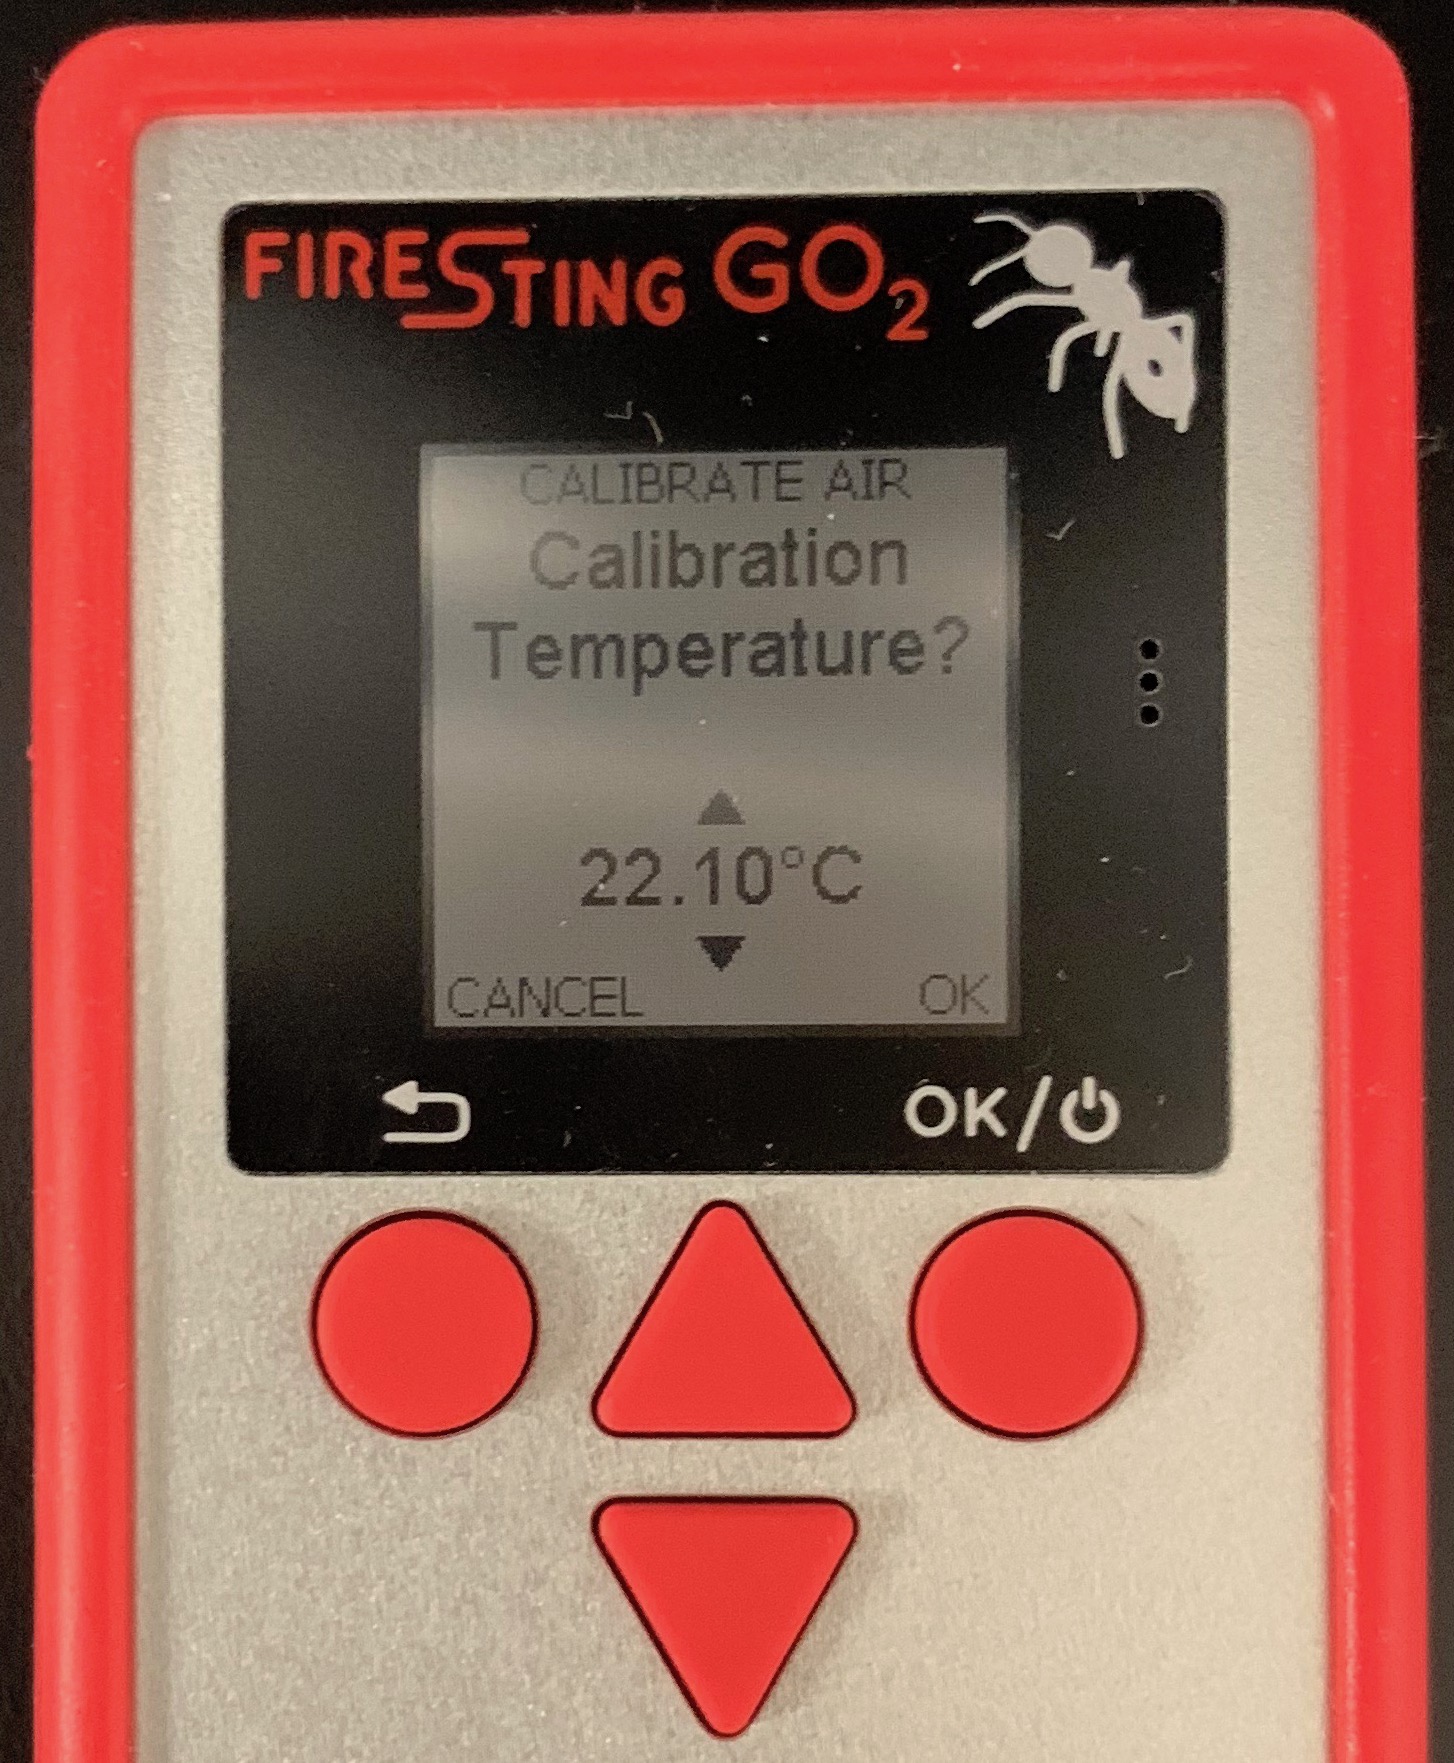 FIRESTING GO₂
CALIBRATE AIR
Calibration
Temperature?
22.10°C
CANCEL OK
OK/⏻